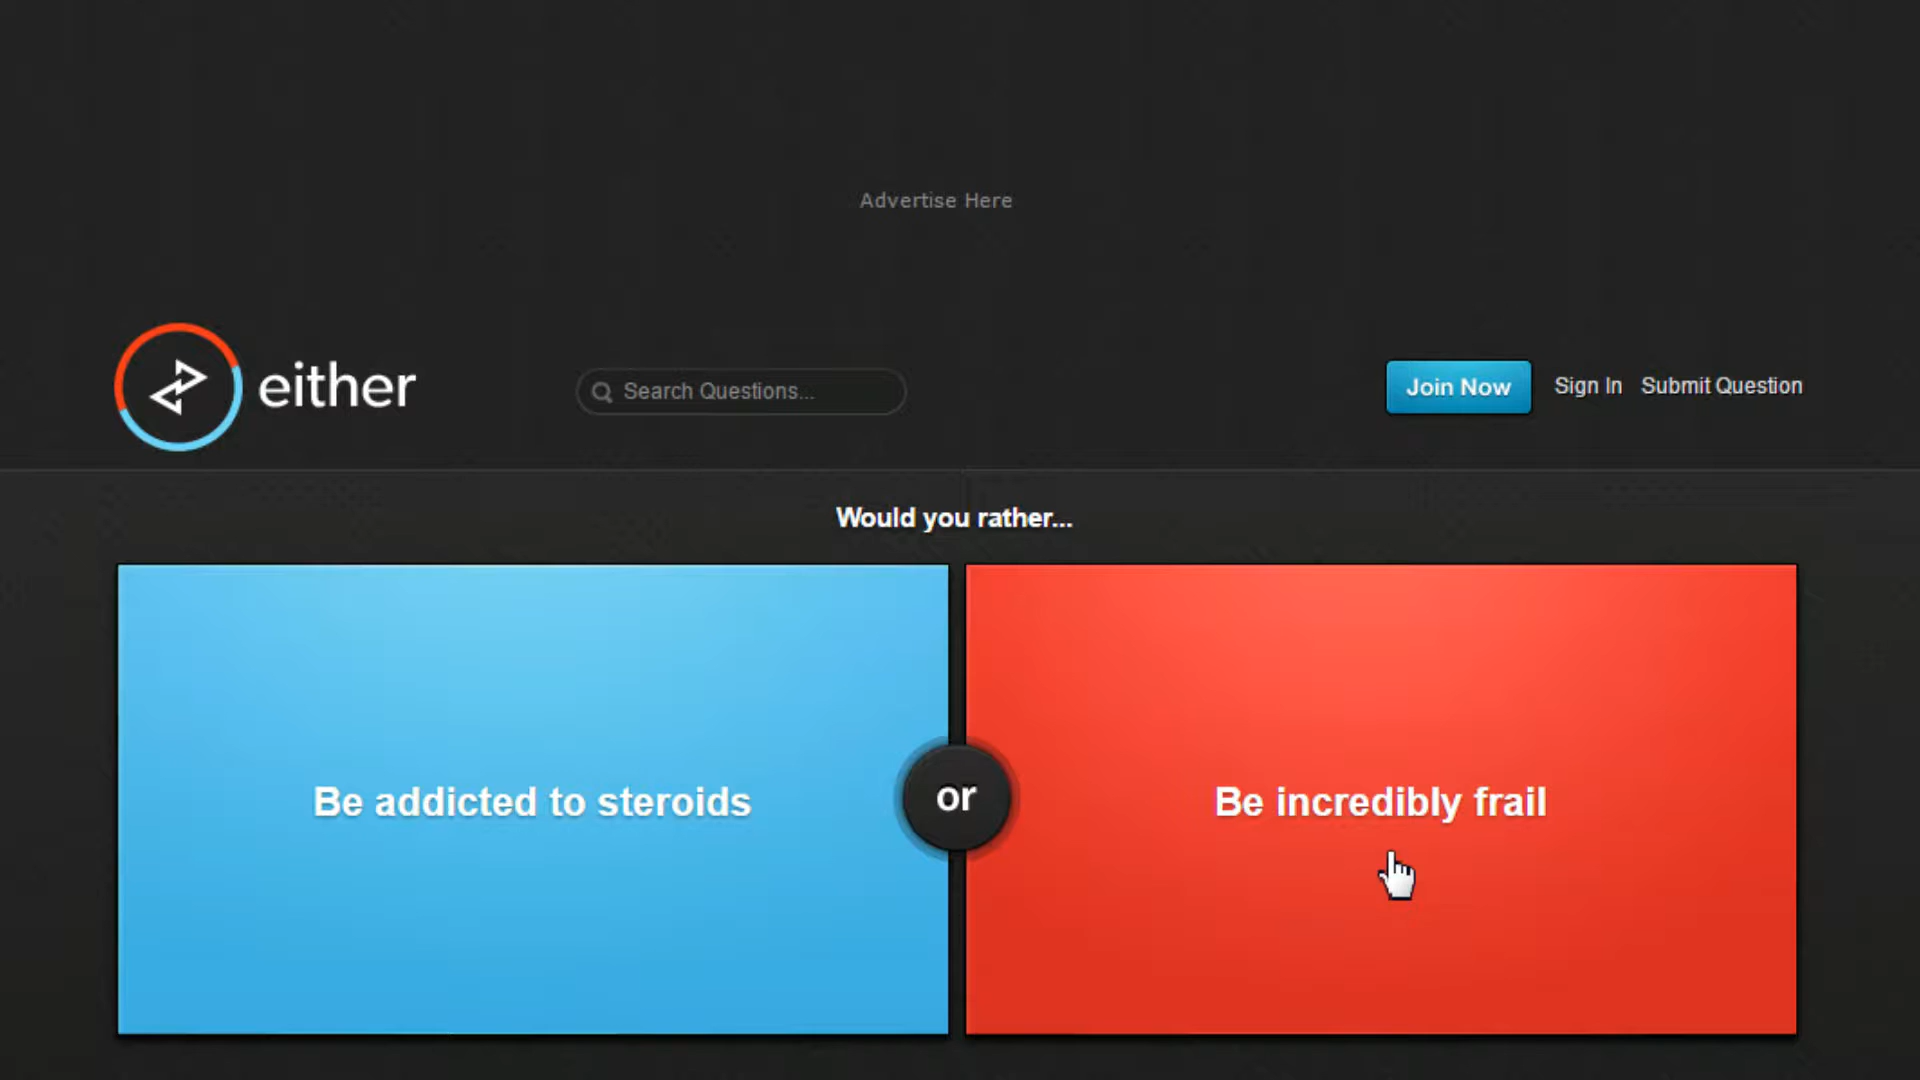 Advertise Here
either
Search Questions...
Join Now
Sign In
Submit Question
Would you rather...
Be addicted to steroids
or
Be incredibly frail